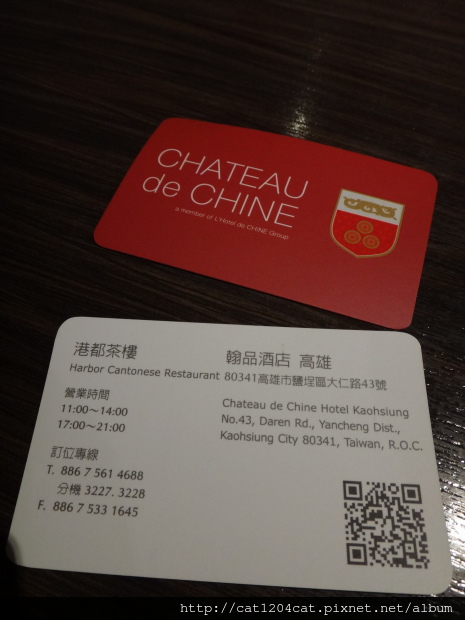 CHATEAU
de CHINE
a member of L'Hotel de CHINE Group
港都茶樓
Harbor Cantonese Restaurant
營業時間
11:00～14:00
17:00～21:00
訂位專線
T. 886 7 561 4688
分機 3227. 3228
F. 886 7 533 1645
翰品酒店 高雄
80341高雄市鹽埕區大仁路43號
Chateau de Chine Hotel Kaohsiung
No.43, Daren Rd., Yancheng Dist.,
Kaohsiung City 80341, Taiwan, R.O.C.
http://cat1204cat.pixnet.net/album